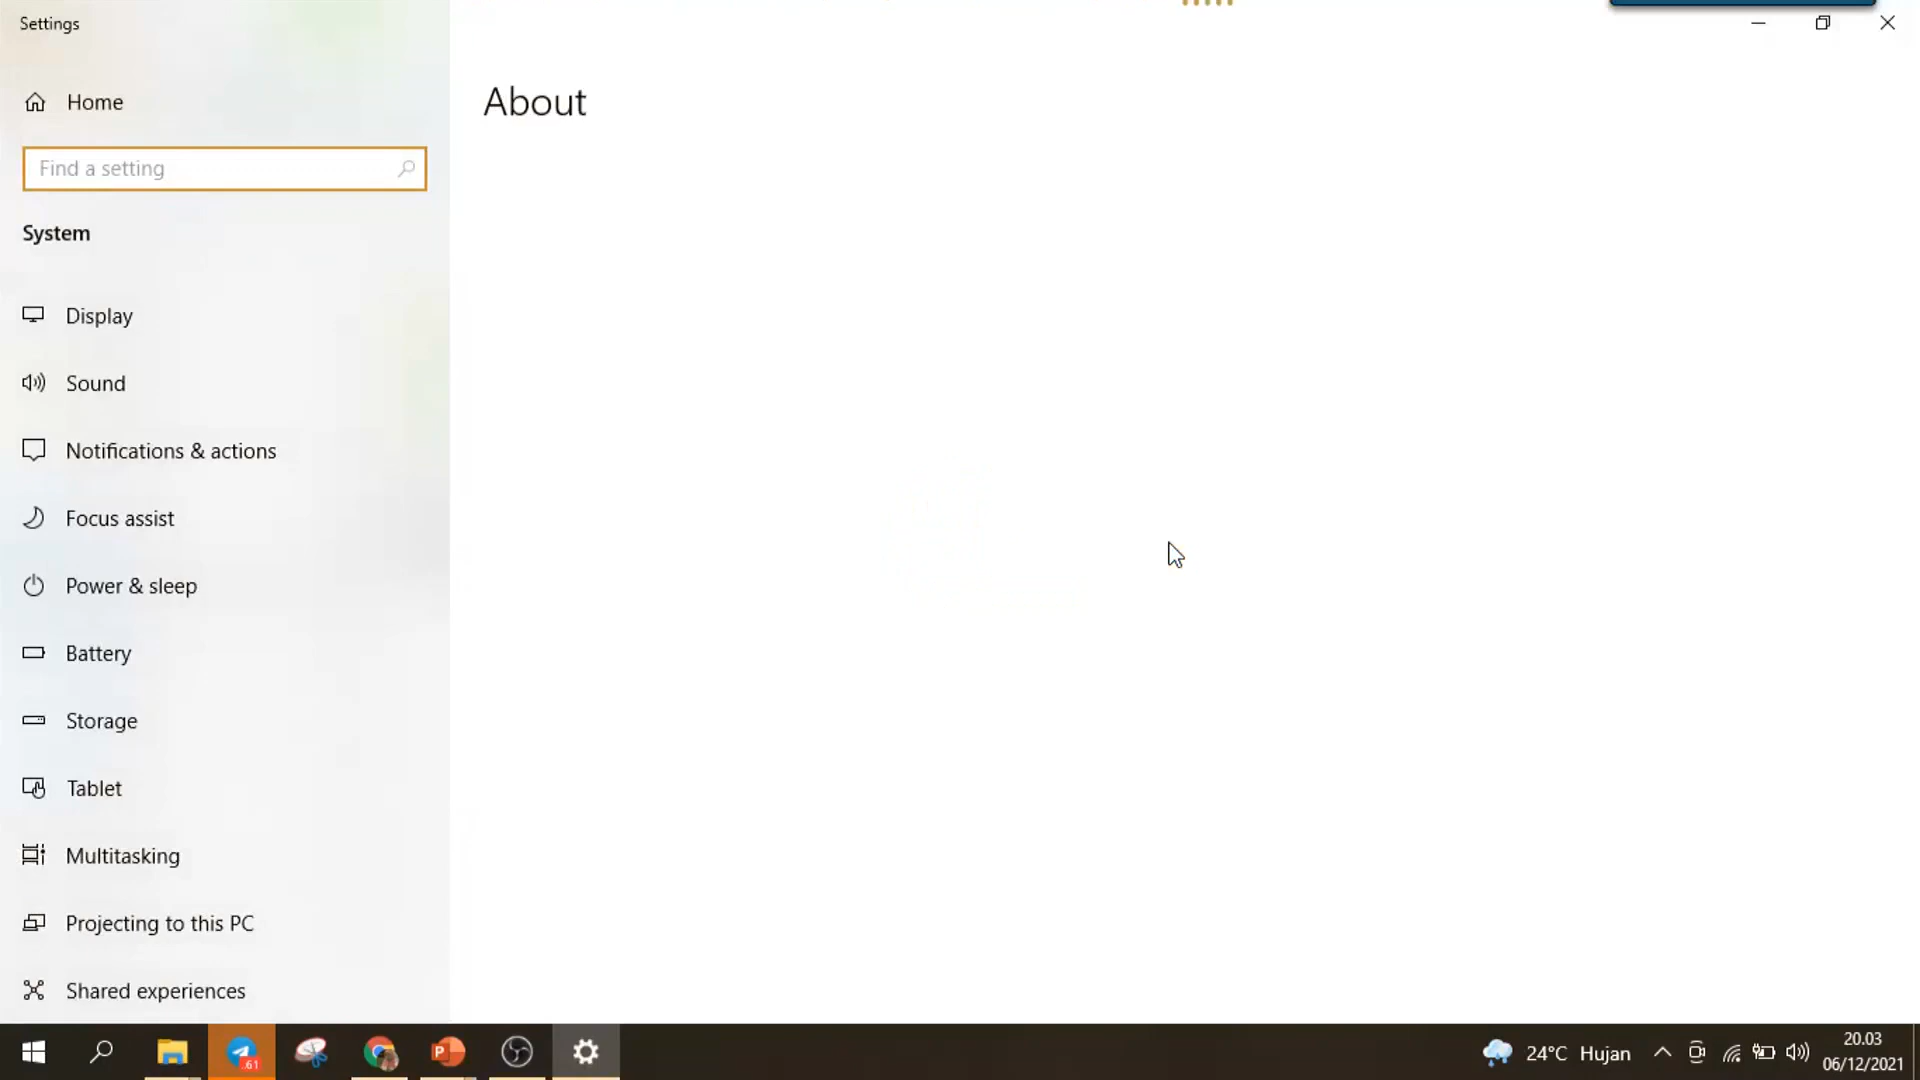 Settings
Home
About
Find a setting
System
Display
Sound
Notifications & actions
Focus assist
Power & sleep
Battery
Storage
Tablet
Multitasking
Projecting to this PC
Shared experiences
61
P
24°C Hujan
20.03
06/12/2021